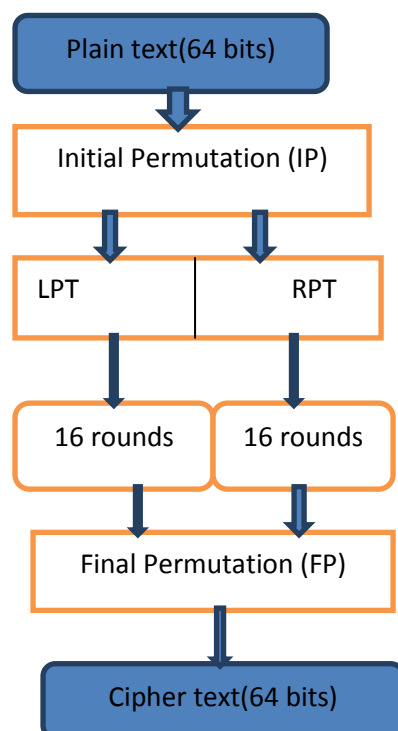 Plain text(64 bits)
Initial Permutation (IP)
LPT RPT
16 rounds 16 rounds
Final Permutation (FP)
Cipher text(64 bits)